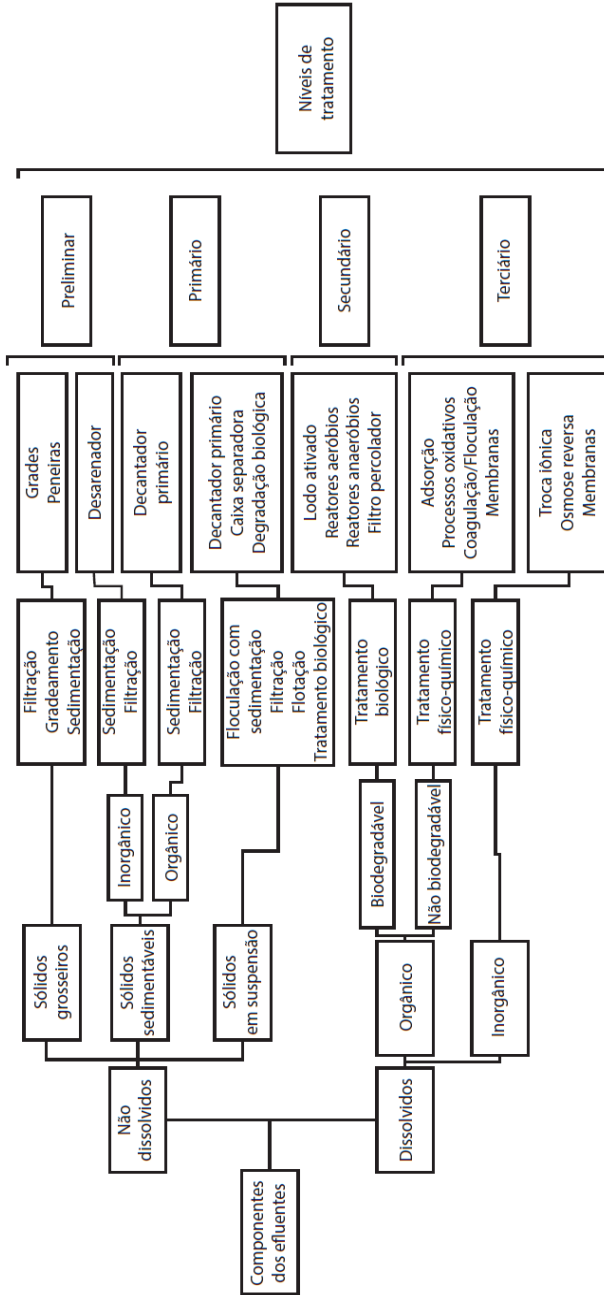 Componentes
dos efluentes
Não
dissolvidos
Dissolvidos
Sólidos
grosseiros
Sólidos
sedimentáveis
Sólidos
em suspensão
Orgânico
Inorgânico
Inorgânico
Orgânico
Biodegradável
Não biodegradável
Filtração
Gradeamento
Sedimentação
Sedimentação
Filtração
Sedimentação
Filtração
Floculação com
sedimentação
Filtração
Flotação
Tratamento biológico
Tratamento
biológico
Tratamento
físico-químico
Tratamento
físico-químico
Grades
Peneiras
Desarenador
Decantador
primário
Decantador primário
Caixa separadora
Degradação biológica
Lodo ativado
Reatores aeróbios
Reatores anaeróbios
Filtro percolador
Adsorção
Processos oxidativos
Coagulação/Floculação
Membranas
Troca iônica
Osmose reversa
Membranas
Preliminar
Primário
Secundário
Terciário
Níveis de
tratamento